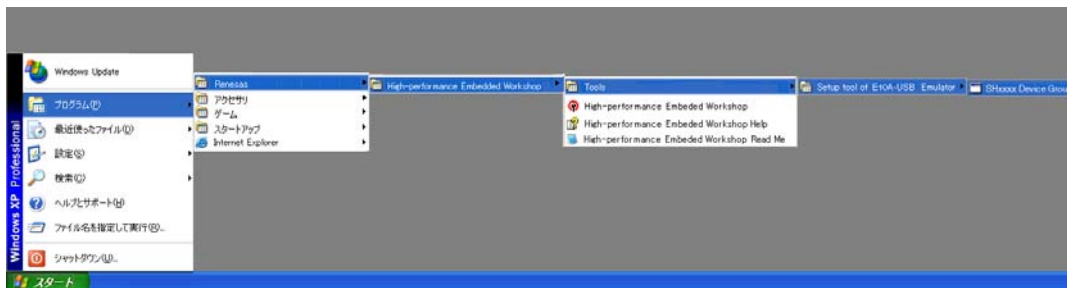 Windows Update
プログラム(P)
最近使ったファイル(D)
設定(S)
検索(C)
ヘルプとサポート(H)
ファイル名を指定して実行(R)...
シャットダウン(U)...
Windows XP Professional
スタート
Renesas
アクセサリ
ゲーム
スタートアップ
Internet Explorer
High-performance Embedded Workshop
Tools
High-performance Embeded Workshop
High-performance Embeded Workshop Help
High-performance Embeded Workshop Read Me
Setup tool of E10A-USB Emulator
SHxxxx Device Grou